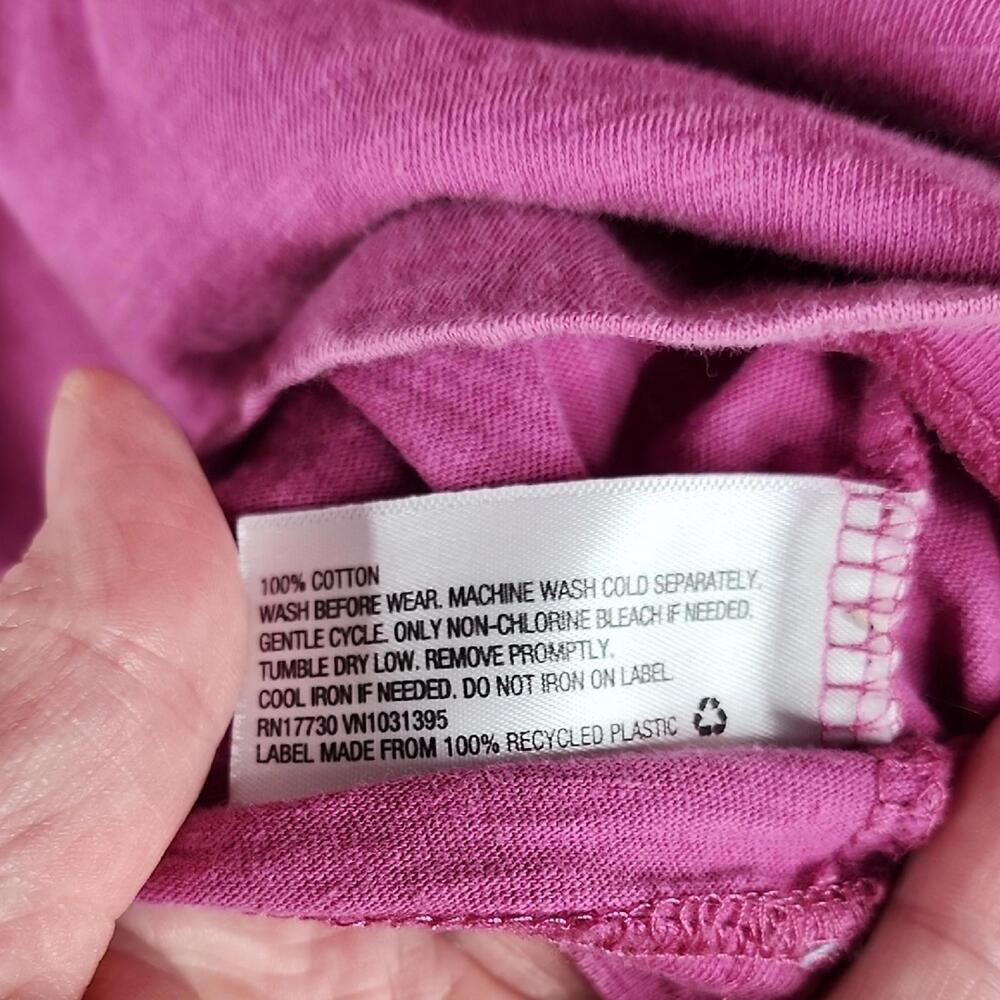 100% COTTON
WASH BEFORE WEAR. MACHINE WASH COLD SEPARATELY.
GENTLE CYCLE. ONLY NON-CHLORINE BLEACH IF NEEDED.
TUMBLE DRY LOW. REMOVE PROMPTLY.
COOL IRON IF NEEDED. DO NOT IRON ON LABEL.
RN17730 VN1031395
LABEL MADE FROM 100% RECYCLED PLASTIC